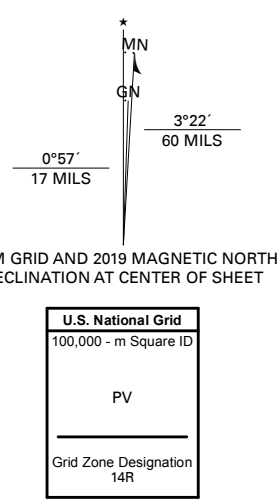 ★
MN
GN
3°22´
60 MILS
0°57´
17 MILS
M GRID AND 2019 MAGNETIC NORTH
ECLINATION AT CENTER OF SHEET
U.S. National Grid
100,000 - m Square ID
PV
Grid Zone Designation
14R